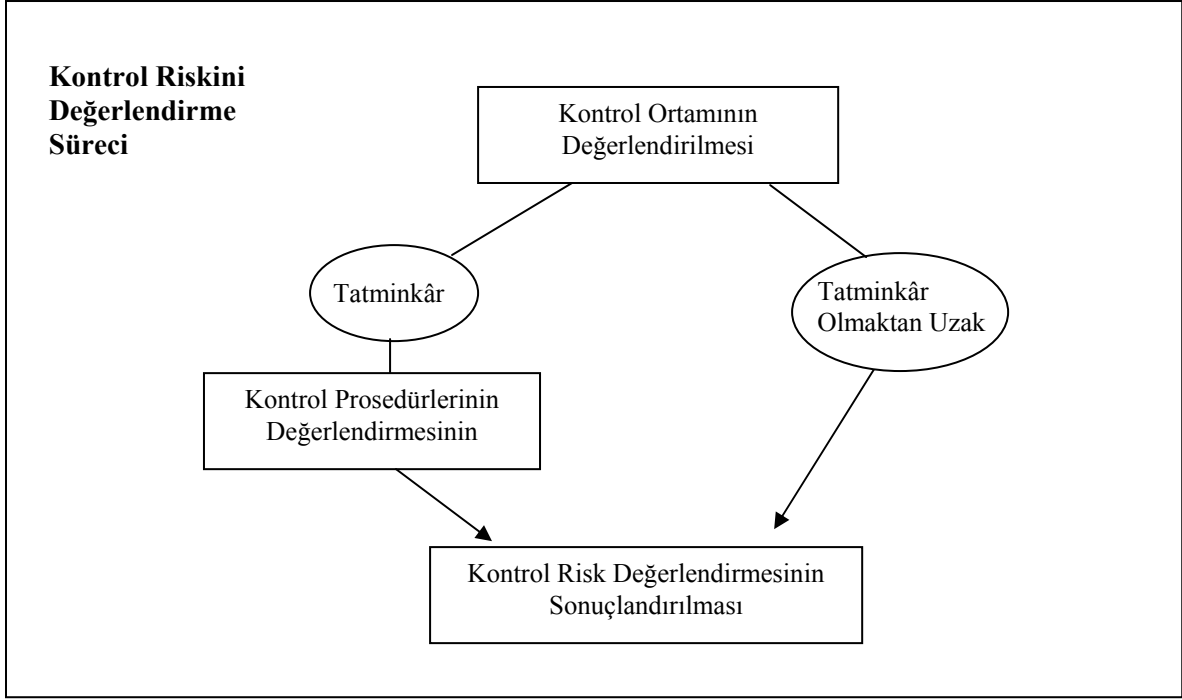 Kontrol Riskini
Değerlendirme
Süreci
Kontrol Ortamının
Değerlendirilmesi
Tatminkâr
Tatminkâr
Olmaktan Uzak
Kontrol Prosedürlerinin
Değerlendirmesinin
Kontrol Risk Değerlendirmesinin
Sonuçlandırılması